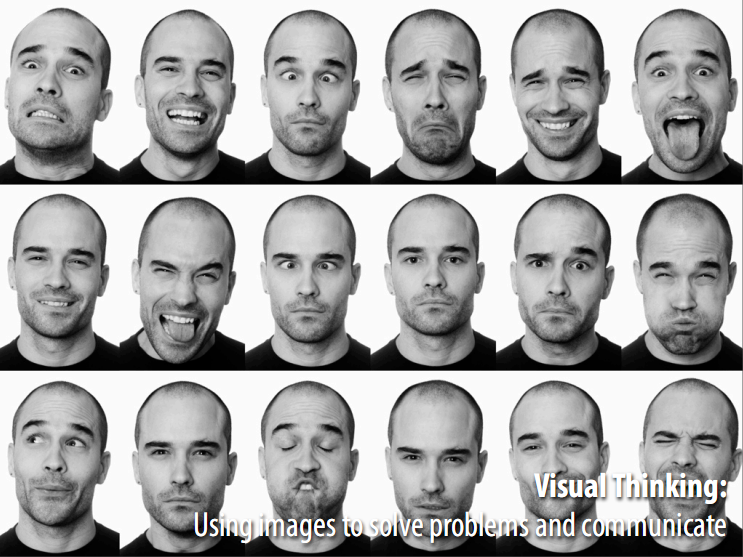 Visual Thinking:
Using images to solve problems and communicate